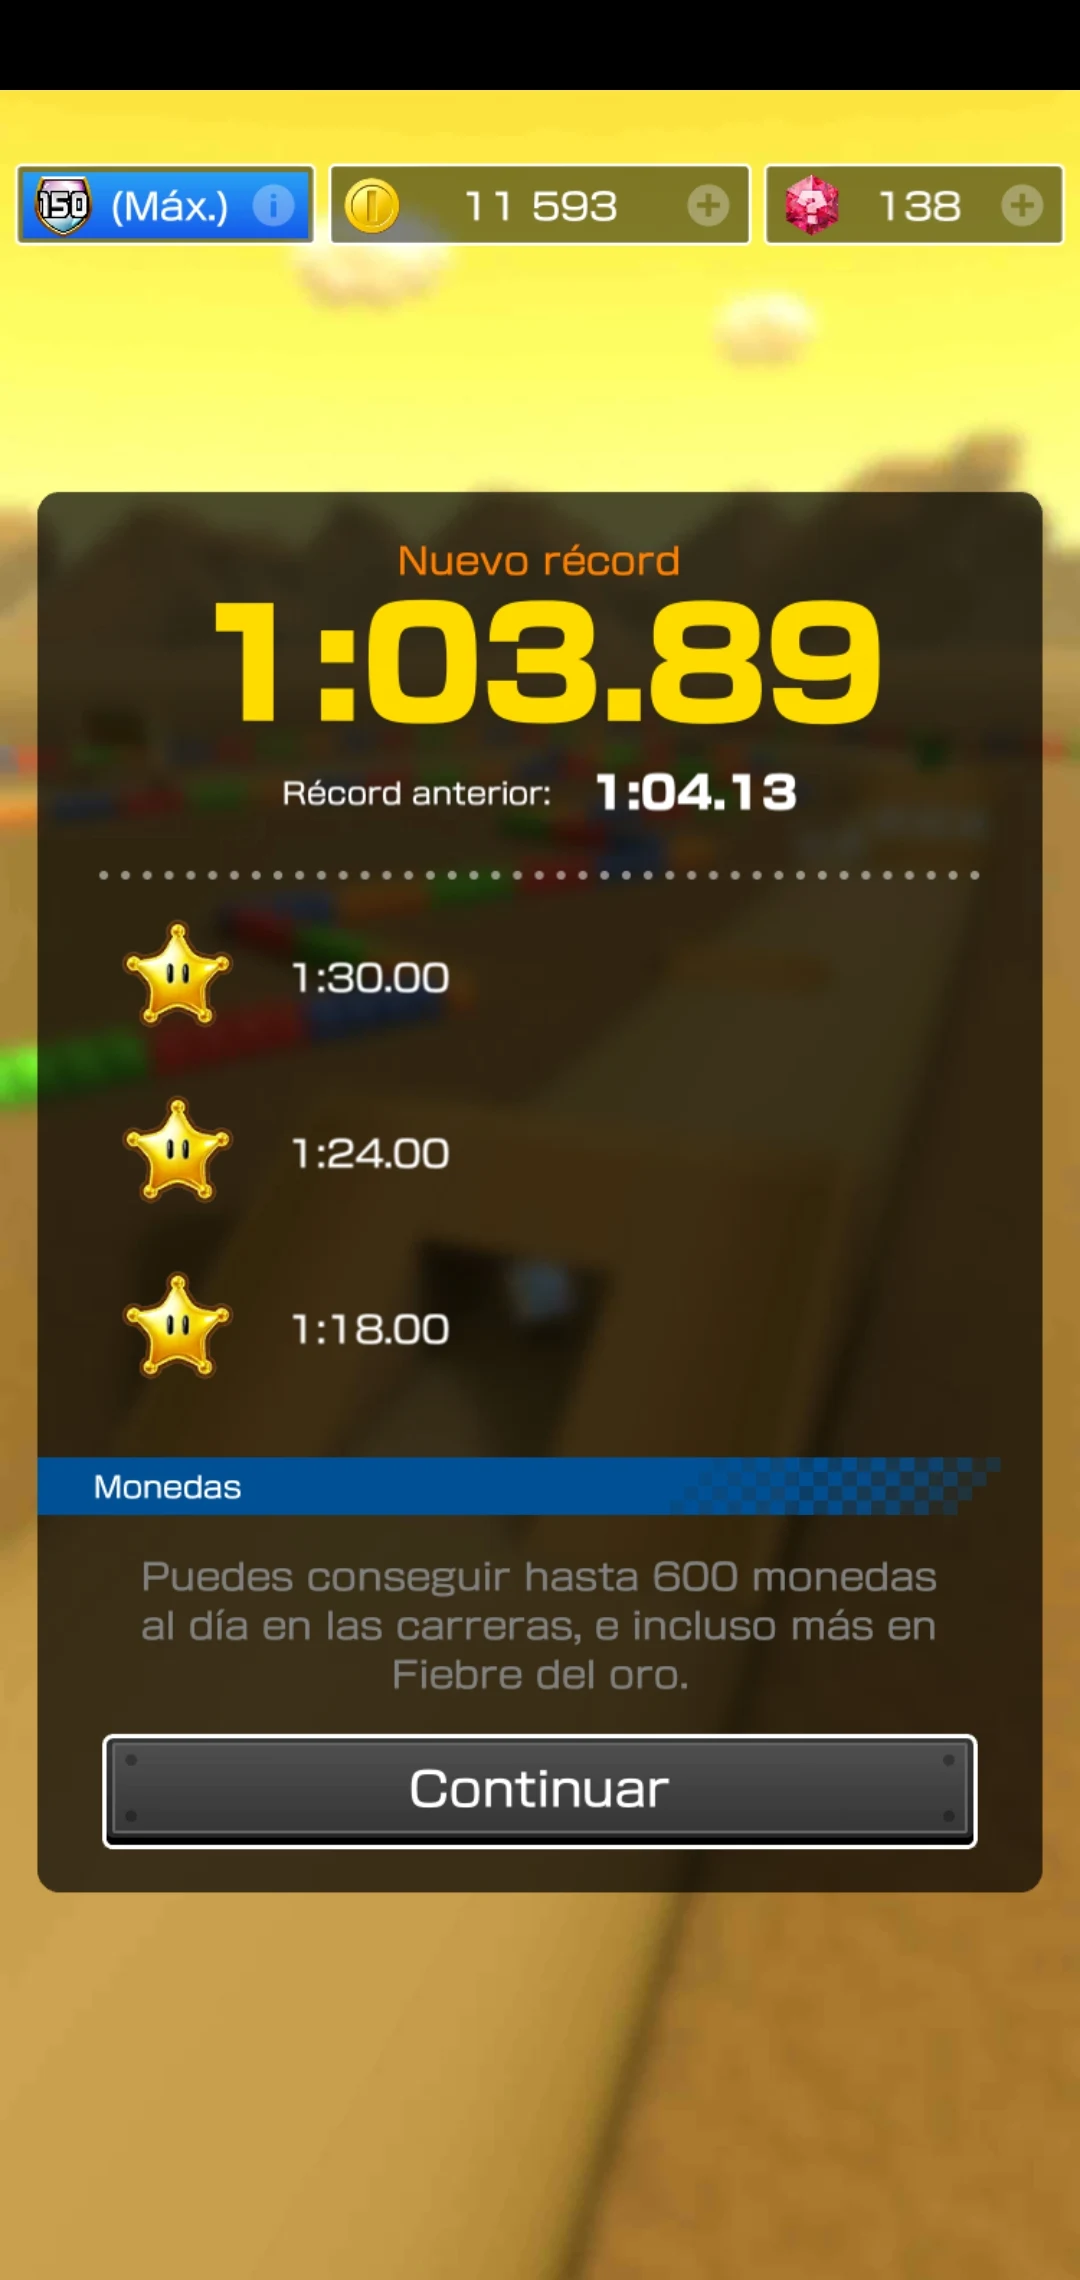 150 (Máx.) i 11 593 + ? 138 +
Nuevo récord
1:03.89
Récord anterior: 1:04.13
1:30.00
1:24.00
1:18.00
Monedas
Puedes conseguir hasta 600 monedas
al día en las carreras, e incluso más en
Fiebre del oro.
Continuar